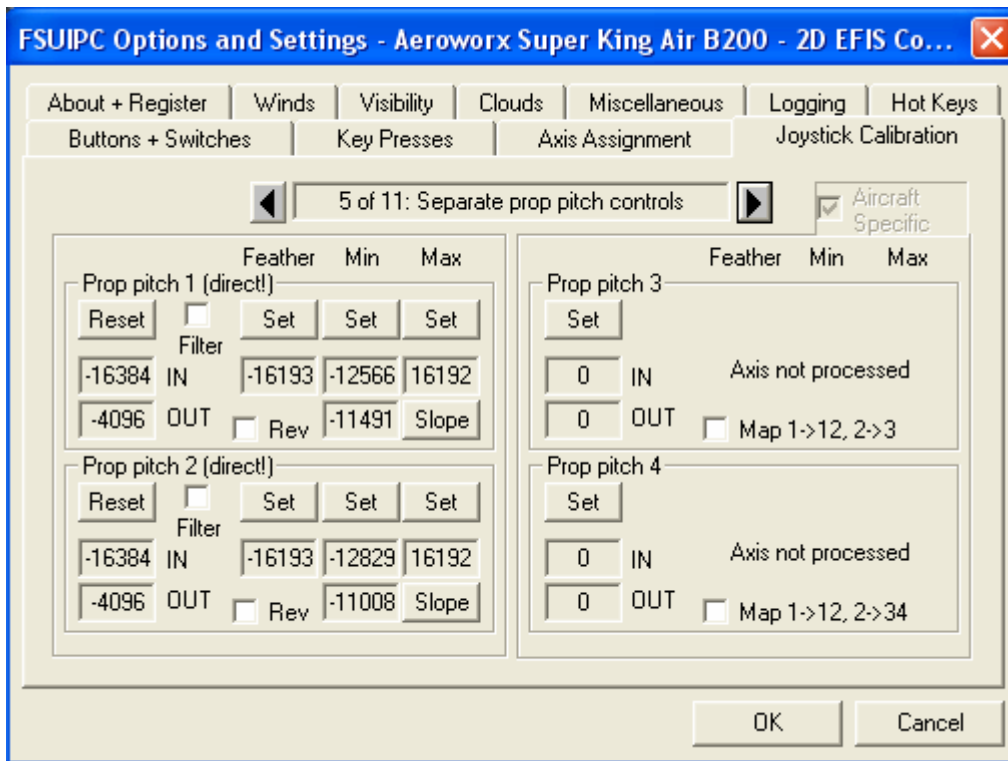 FSUIPC Options and Settings - Aeroworx Super King Air B200 - 2D EFIS Co...
About + Register Winds Visibility Clouds Miscellaneous Logging Hot Keys
Buttons + Switches Key Presses Axis Assignment Joystick Calibration
5 of 11: Separate prop pitch controls
Aircraft
Specific
Feather Min Max
Prop pitch 1 (direct!)
Reset Set Set Set
Filter
-16384 IN -16193 -12566 16192
-4096 OUT Rev -11491 Slope
Prop pitch 2 (direct!)
Reset Set Set Set
Filter
-16384 IN -16193 -12829 16192
-4096 OUT Rev -11008 Slope
Feather Min Max
Prop pitch 3
Set
0 IN Axis not processed
0 OUT Map 1->12, 2->3
Prop pitch 4
Set
0 IN Axis not processed
0 OUT Map 1->12, 2->34
OK Cancel